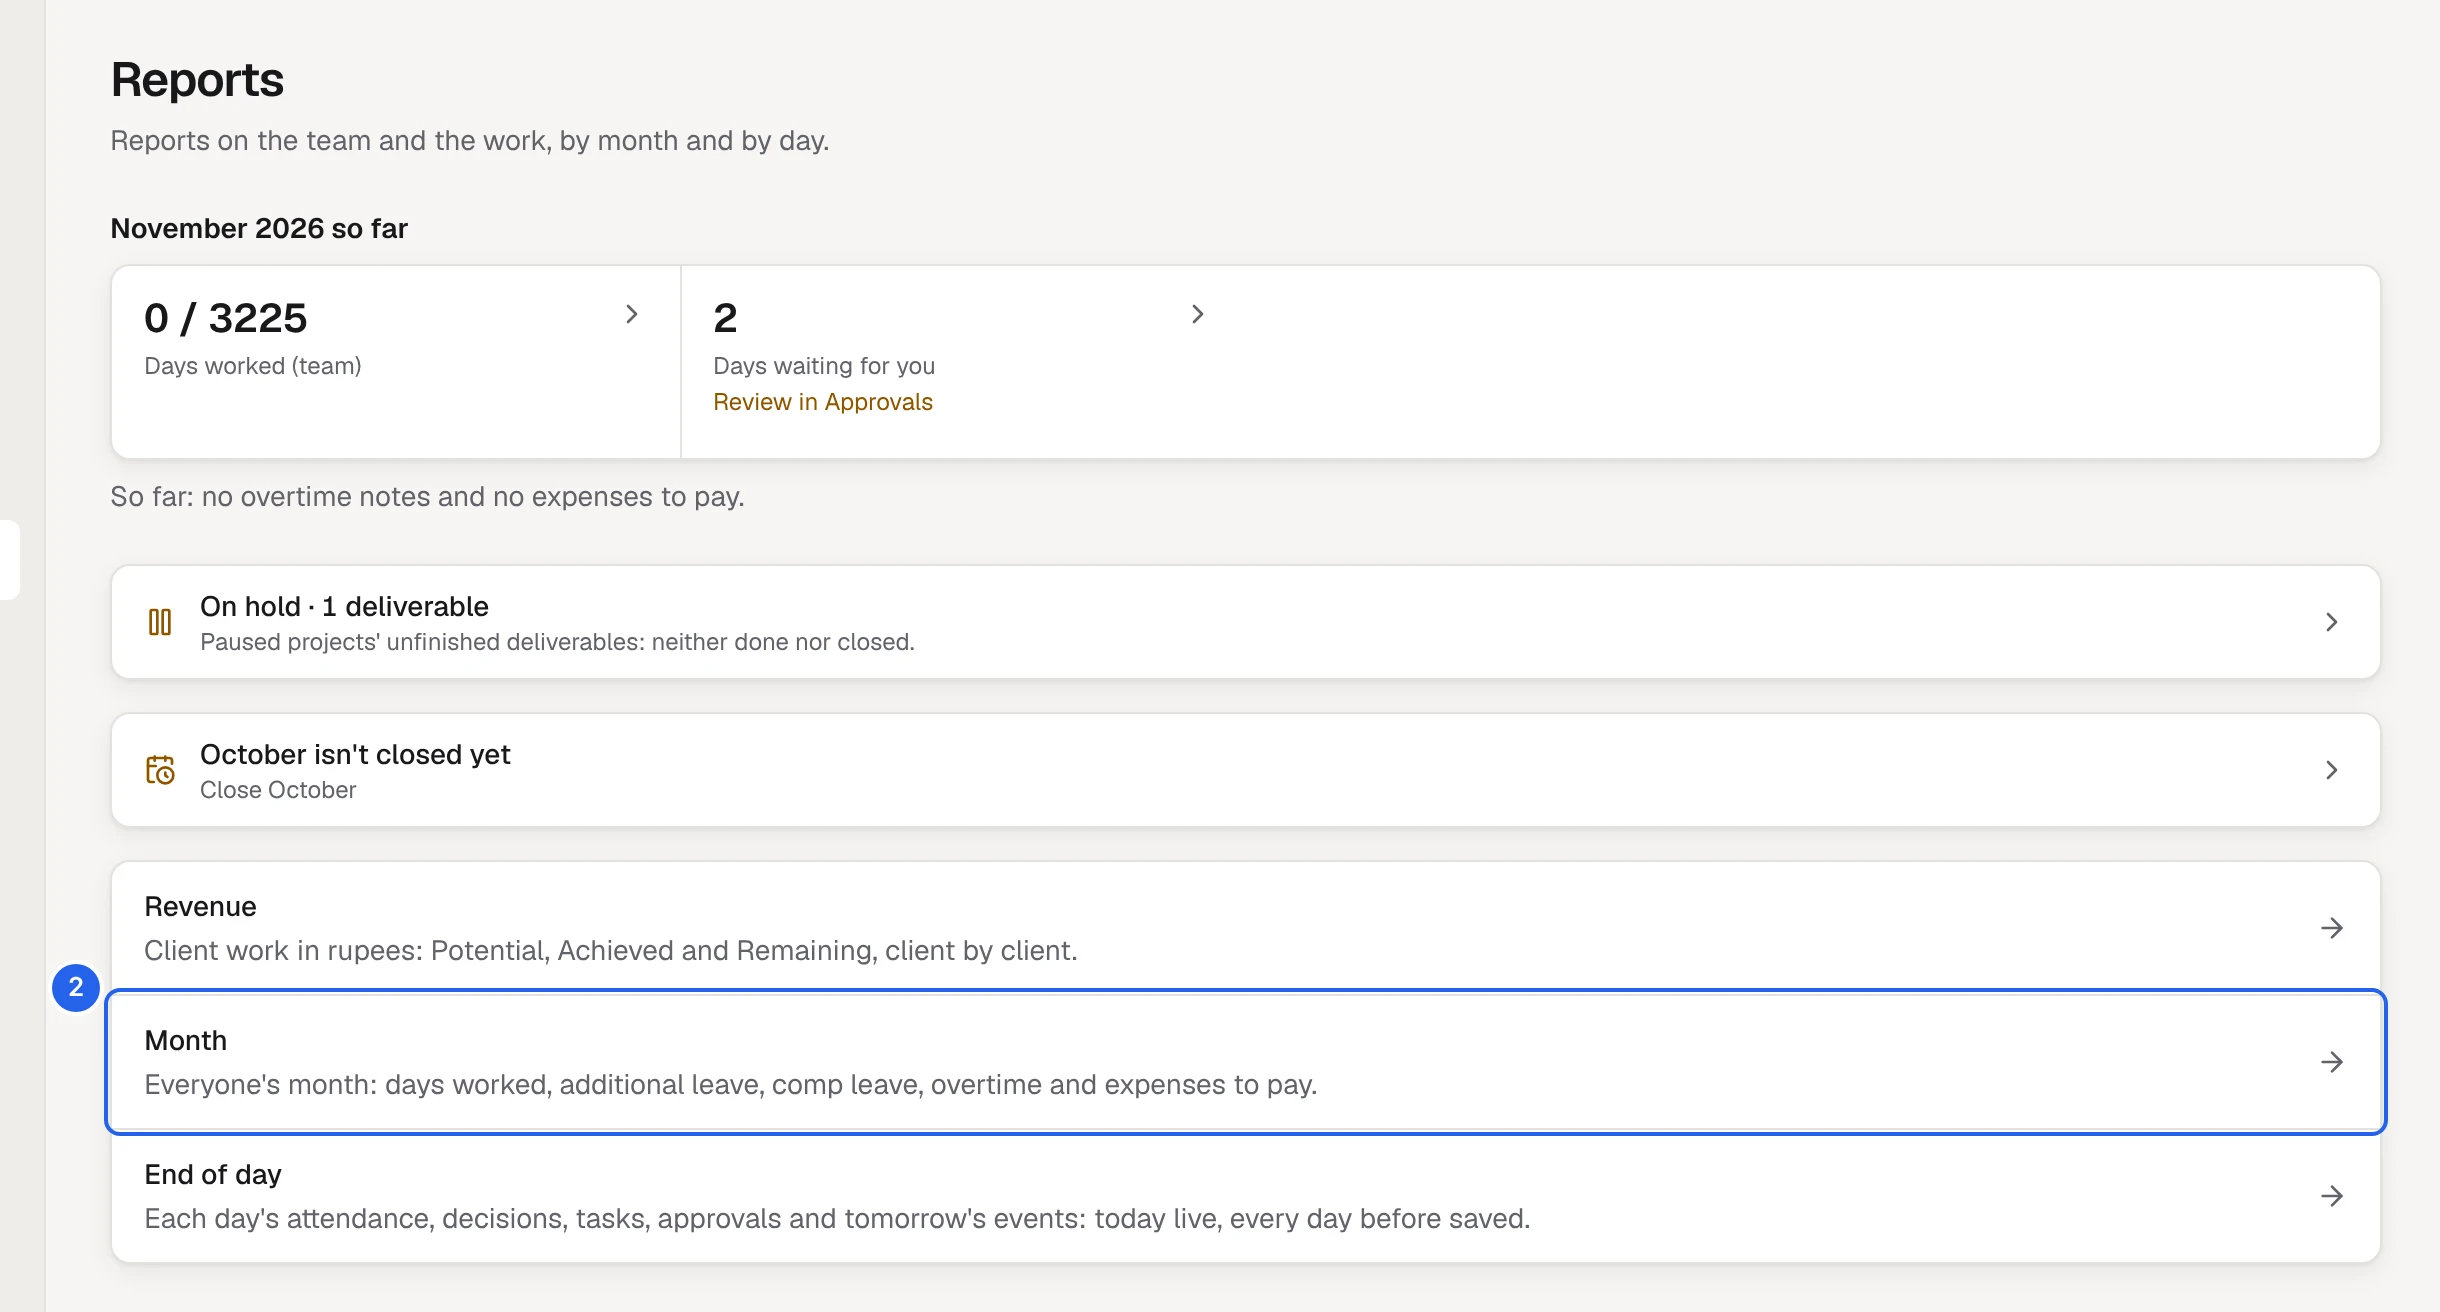 Reports
Reports on the team and the work, by month and by day.
November 2026 so far
0 / 3225
Days worked (team)
2
Days waiting for you
Review in Approvals
So far: no overtime notes and no expenses to pay.
On hold · 1 deliverable
Paused projects' unfinished deliverables: neither done nor closed.
October isn't closed yet
Close October
Revenue
Client work in rupees: Potential, Achieved and Remaining, client by client.
2
Month
Everyone's month: days worked, additional leave, comp leave, overtime and expenses to pay.
End of day
Each day's attendance, decisions, tasks, approvals and tomorrow's events: today live, every day before saved.